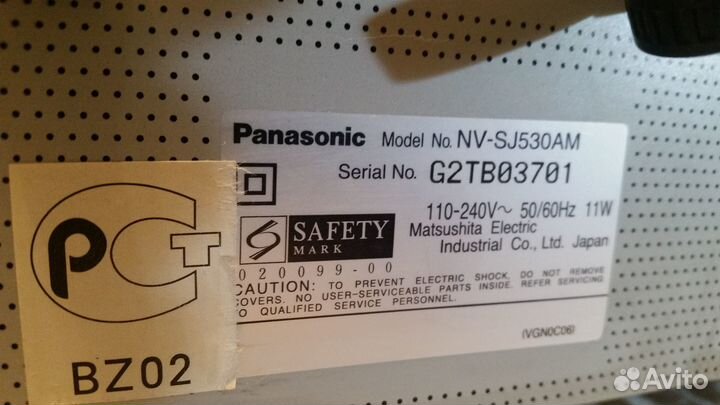 Panasonic Model No. NV-SJ530AM
Serial No. G2TB03701
110-240V~ 50/60Hz 11W
Matsushita Electric
Industrial Co., Ltd. Japan
SAFETY
MARK
020099-00
CAUTION: TO PREVENT ELECTRIC SHOCK, DO NOT REMOVE
COVERS. NO USER-SERVICEABLE PARTS INSIDE. REFER SERVICING
TO QUALIFIED SERVICE PERSONNEL.
(VGN0C06)
РСТ
BZ02
Avito